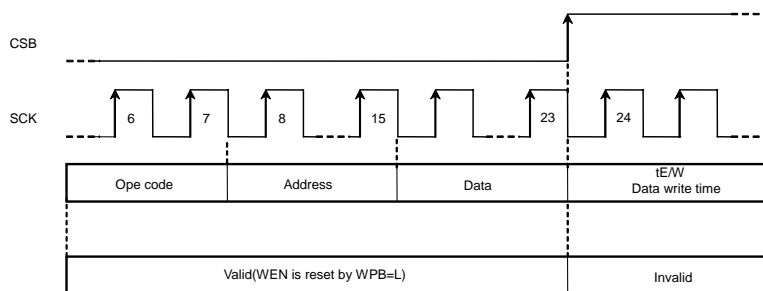 CSB
SCK
6 7 8 15 23 24
Ope code Address Data tE/W
Data write time
Valid(WEN is reset by WPB=L) Invalid